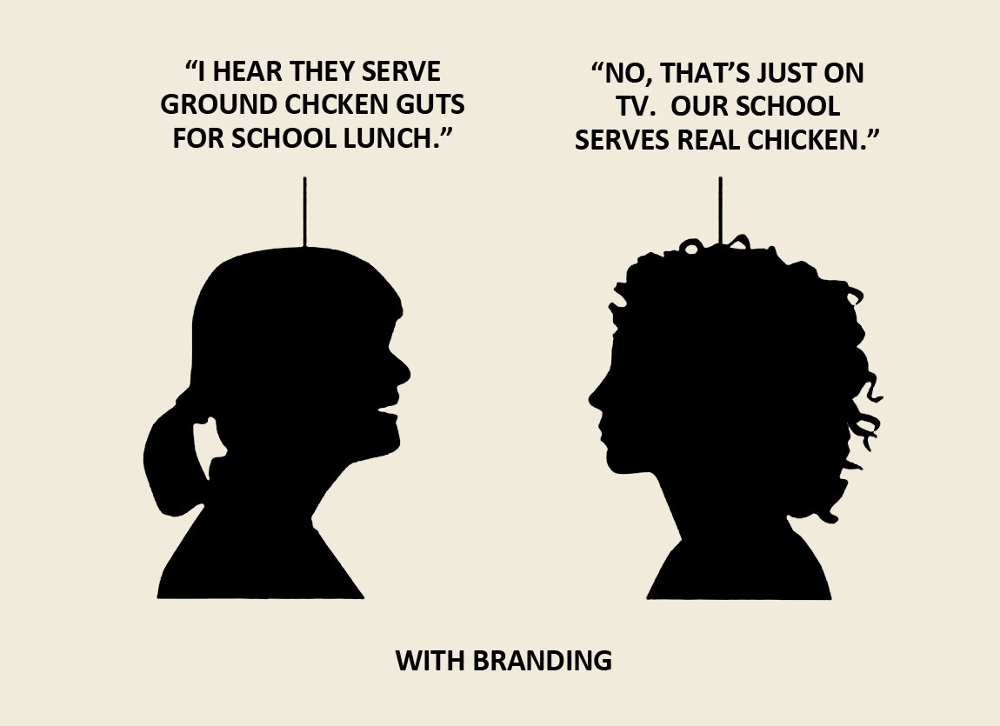 “I HEAR THEY SERVE
GROUND CHCKEN GUTS
FOR SCHOOL LUNCH.”
“NO, THAT’S JUST ON
TV.  OUR SCHOOL
SERVES REAL CHICKEN.”
WITH BRANDING